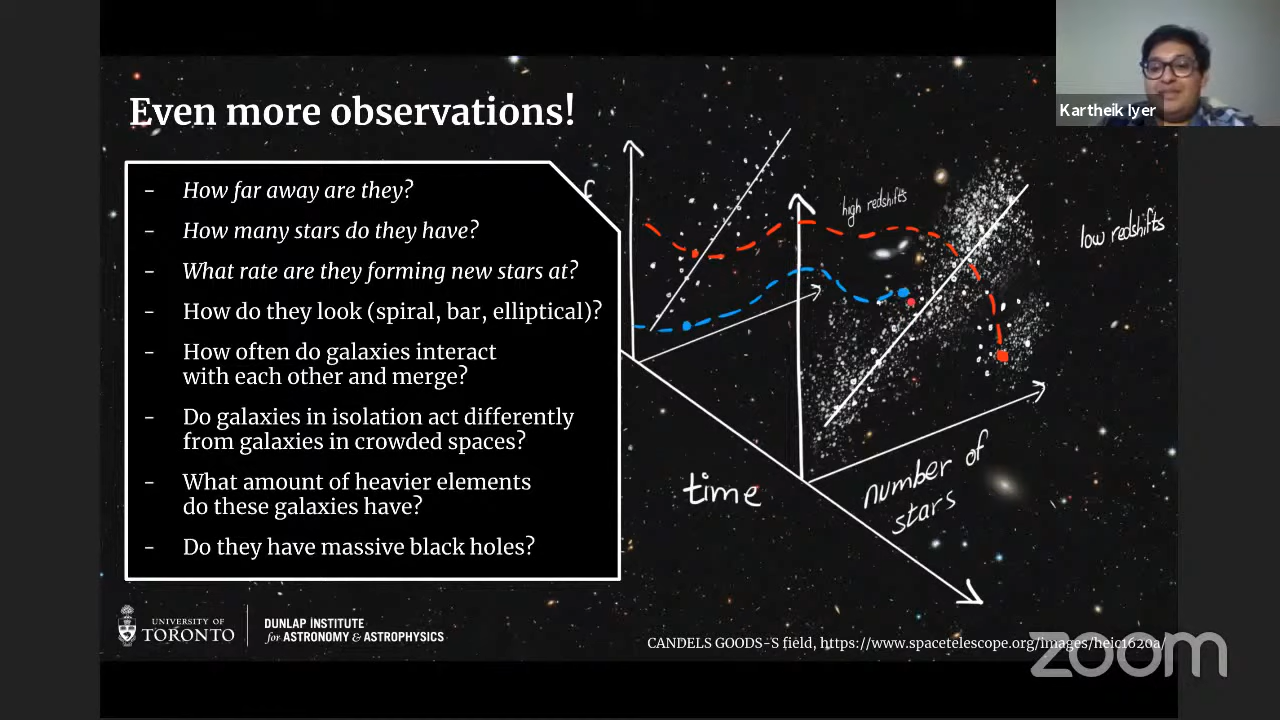 Even more observations!
Kartheik Iyer
- How far away are they?
- How many stars do they have?
- What rate are they forming new stars at?
- How do they look (spiral, bar, elliptical)?
- How often do galaxies interact
with each other and merge?
- Do galaxies in isolation act differently
from galaxies in crowded spaces?
- What amount of heavier elements
do these galaxies have?
- Do they have massive black holes?
high redshifts
low redshifts
time
number of
stars
UNIVERSITY OF
TORONTO
DUNLAP INSTITUTE
for ASTRONOMY & ASTROPHYSICS
CANDELS GOODS-S field, https://www.spacetelescope.org/images/heic1620a/
zoom